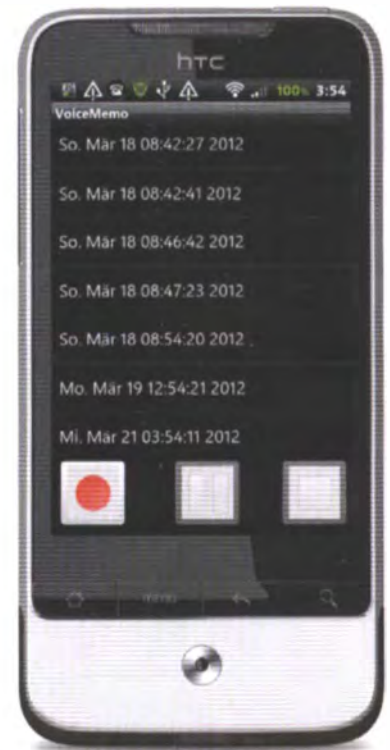 hTC
100% 3:54
VoiceMemo
So. Mär 18 08:42:27 2012
So. Mär 18 08:42:41 2012
So. Mär 18 08:46:42 2012
So. Mär 18 08:47:23 2012
So. Mär 18 08:54:20 2012
Mo. Mär 19 12:54:21 2012
Mi. Mär 21 03:54:11 2012